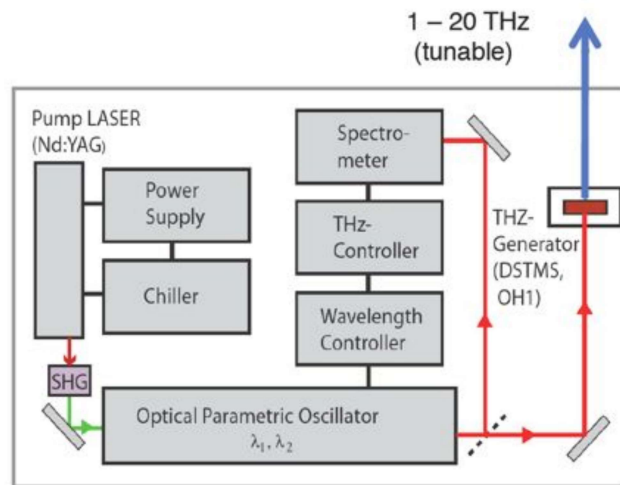 1 – 20 THz
(tunable)
Pump LASER
(Nd:YAG)
Spectro-
meter
Power
Supply
THz-
Controller
THZ-
Generator
(DSTMS,
OH1)
Chiller
Wavelength
Controller
SHG
Optical Parametric Oscillator
λ₁, λ₂